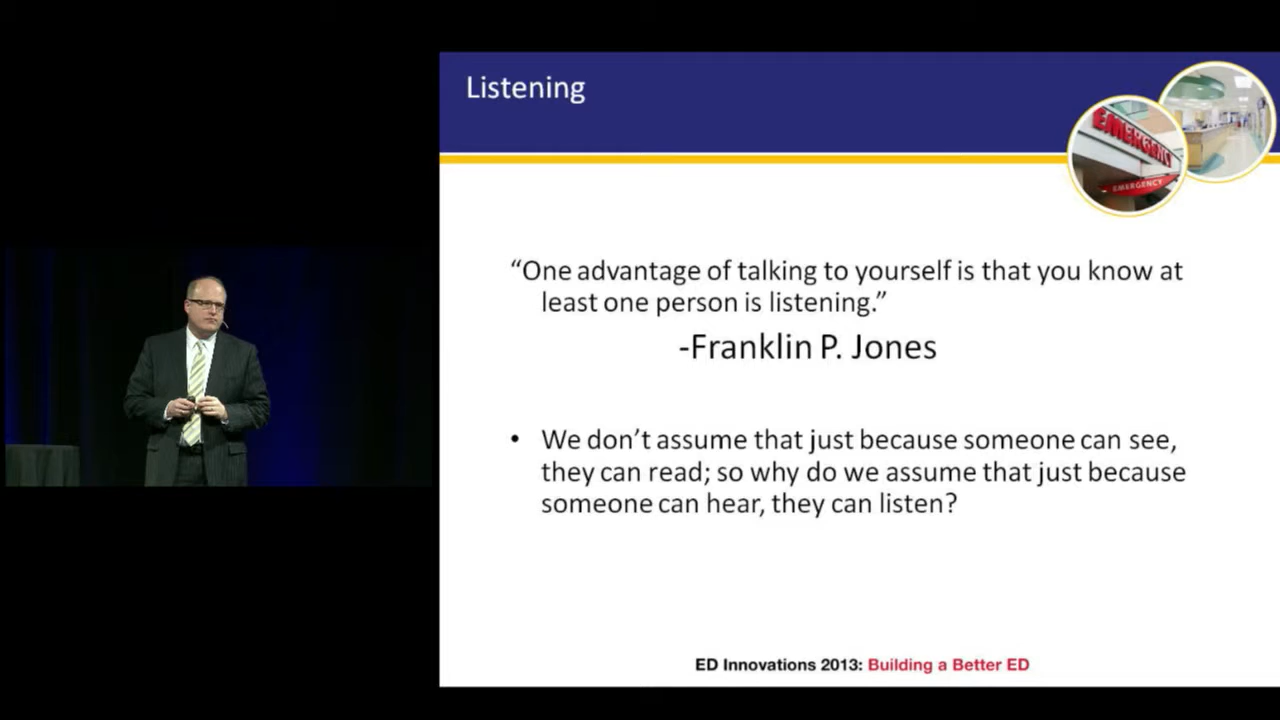 Listening
EMERGENCY
EMERGENCY
“One advantage of talking to yourself is that you know at
least one person is listening.”
-Franklin P. Jones
• We don’t assume that just because someone can see,
they can read; so why do we assume that just because
someone can hear, they can listen?
ED Innovations 2013: Building a Better ED